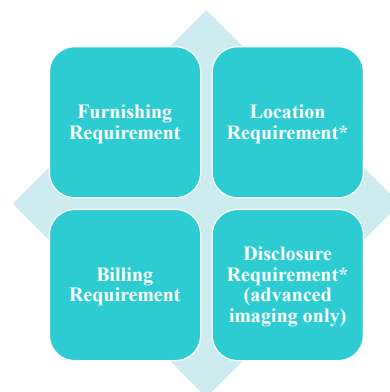 Furnishing
Requirement
Location
Requirement*
Billing
Requirement
Disclosure
Requirement*
(advanced
imaging only)